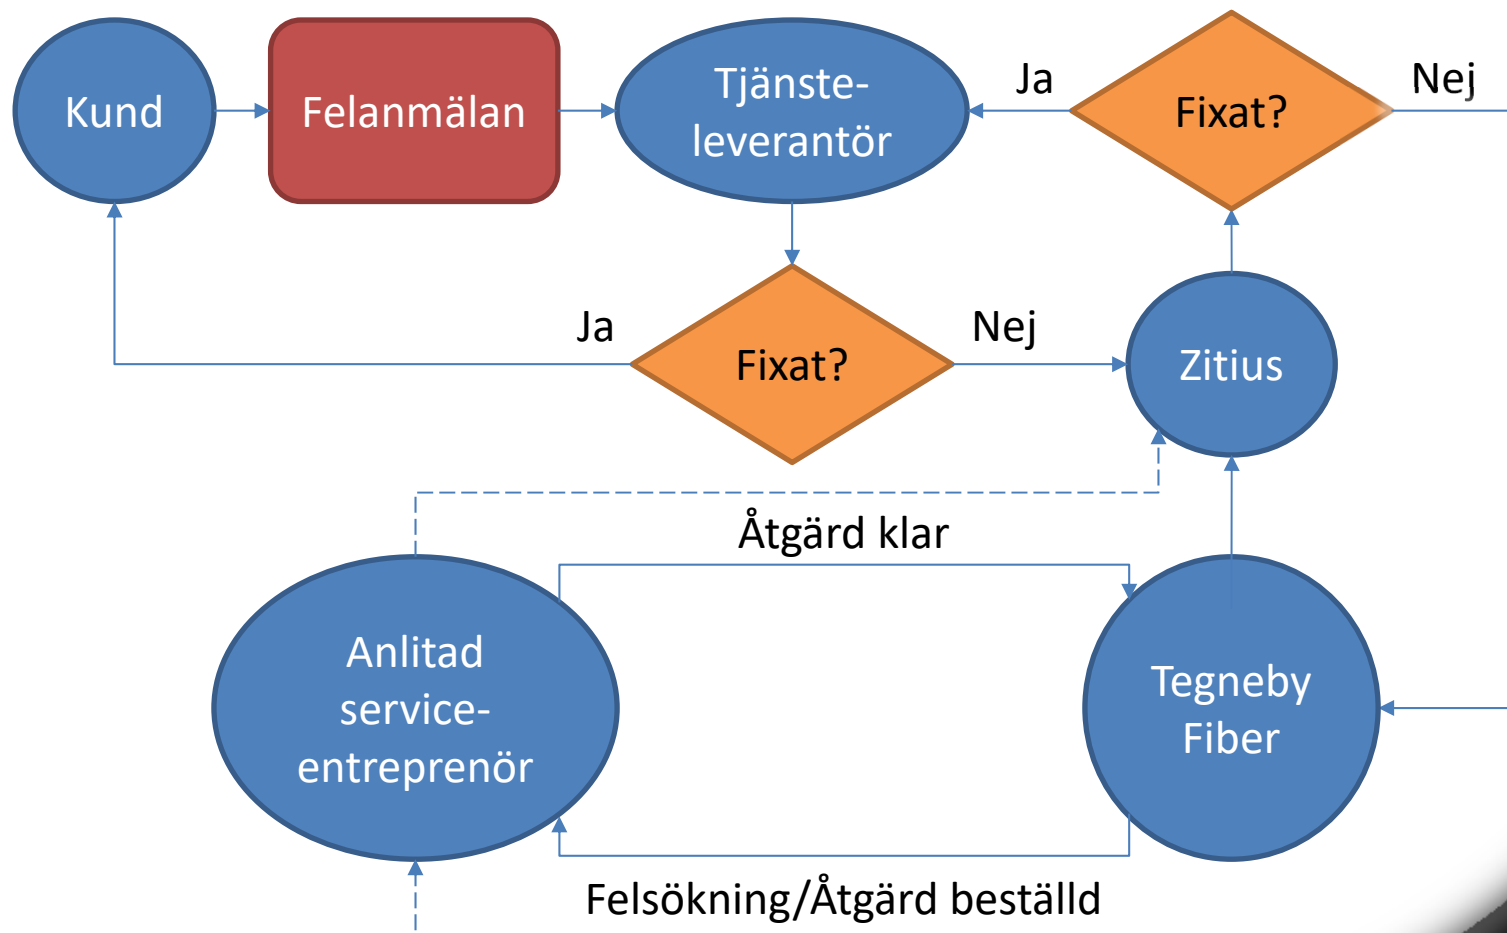 Kund
Felanmälan
Tjänste-
leverantör
Ja
Fixat?
Nej
Ja
Fixat?
Nej
Zitius
Åtgärd klar
Anlitad
service-
entreprenör
Tegneby
Fiber
Felsökning/Åtgärd beställd